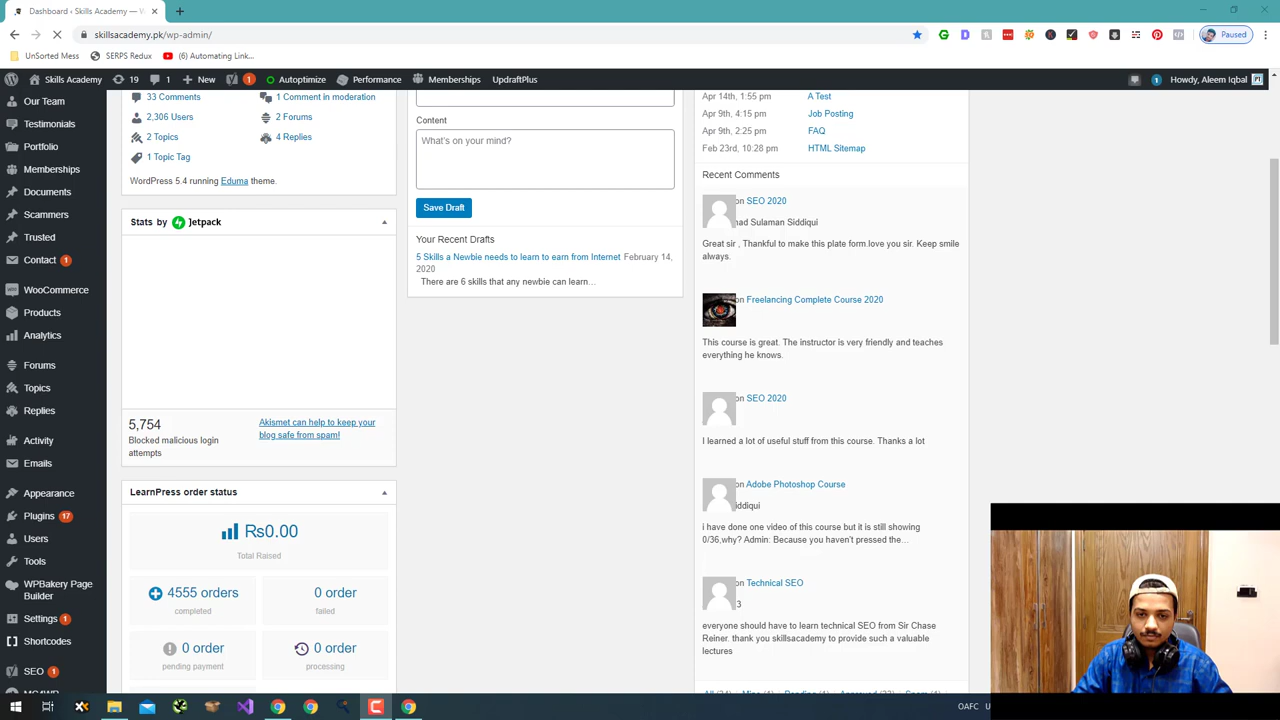 Dashboard ‹ Skills Academy — W
skillsacademy.pk/wp-admin/
Paused
UnSorted Mess
SERPS Redux
(6) Automating Link...
Skills Academy
19
1
New
1
Autoptimize
Performance
Memberships
UpdraftPlus
1
Howdy, Aleem Iqbal
Our Team
Testimonials
Portfolio
Memberships
Documents
Scammers
Trusted
Contact 1
WooCommerce
Products
Analytics
Forums
Topics
Replies
Activity
Emails
Appearance
Plugins 17
Users
Tools
WPBakery Page
Builder
Settings 1
Shortcodes
SEO 1
33 Comments
1 Comment in moderation
2,306 Users
2 Forums
2 Topics
4 Replies
1 Topic Tag
WordPress 5.4 running Eduma theme.
Stats by Jetpack
5,754
Blocked malicious login
attempts
Akismet can help to keep your
blog safe from spam!
LearnPress order status
Rs0.00
Total Raised
4555 orders
completed
0 order
failed
0 order
pending payment
0 order
processing
Content
What's on your mind?
Save Draft
Your Recent Drafts
5 Skills a Newbie needs to learn to earn from Internet February 14,
2020
There are 6 skills that any newbie can learn…
Apr 14th, 1:55 pm A Test
Apr 9th, 4:15 pm Job Posting
Apr 9th, 2:25 pm FAQ
Feb 23rd, 10:28 pm HTML Sitemap
Recent Comments
on SEO 2020
Sulaman Siddiqui
Great sir , Thankful to make this plate form.love you sir. Keep smile
always.
on Freelancing Complete Course 2020
This course is great. The instructor is very friendly and teaches
everything he knows.
on SEO 2020
I learned a lot of useful stuff from this course. Thanks a lot
on Adobe Photoshop Course
iddiqui
i have done one video of this course but it is still showing
0/36,why? Admin: Because you haven't pressed the…
on Technical SEO
3
everyone should have to learn technical SEO from Sir Chase
Reiner. thank you skillsacademy to provide such a valuable
lectures
OAFC